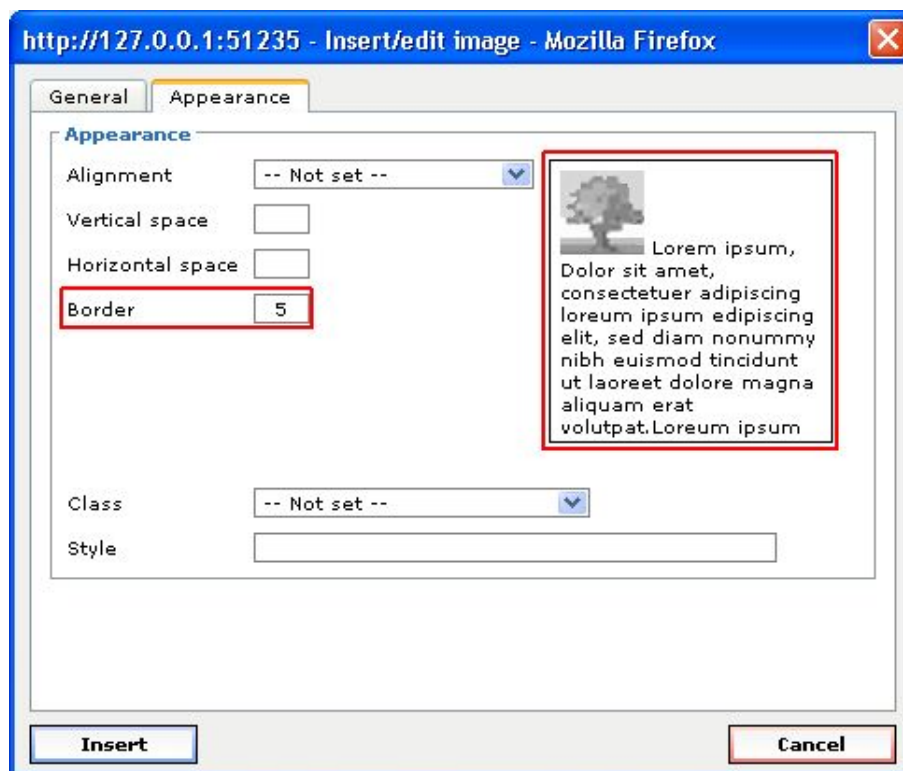 http://127.0.0.1:51235 - Insert/edit image - Mozilla Firefox
General
Appearance
Appearance
Alignment
-- Not set --
Vertical space
Horizontal space
Border
5
Lorem ipsum,
Dolor sit amet,
consectetuer adipiscing
loreum ipsum edipiscing
elit, sed diam nonummy
nibh euismod tincidunt
ut laoreet dolore magna
aliquam erat
volutpat.Loreum ipsum
Class
-- Not set --
Style
Insert
Cancel